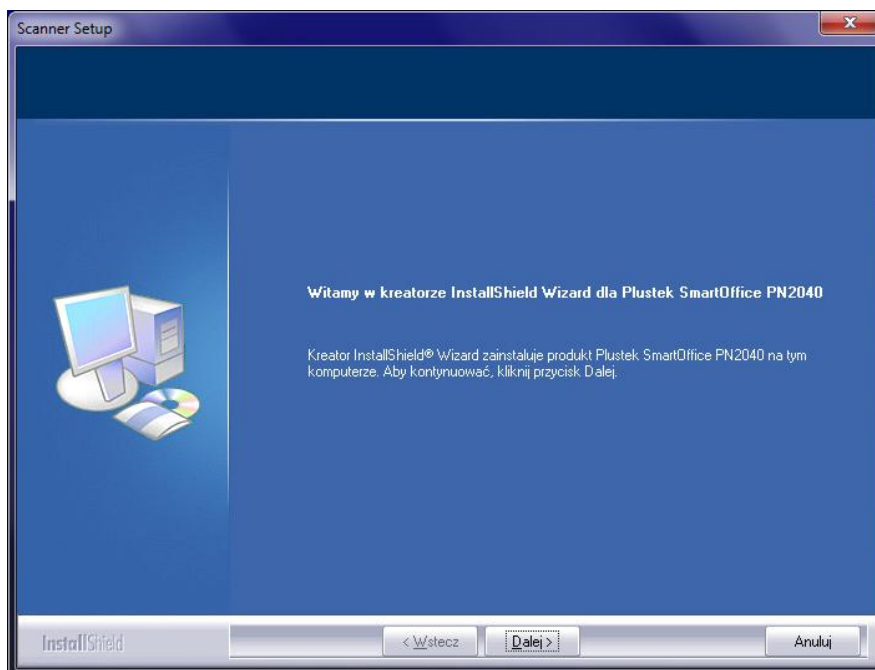 Scanner Setup
Witamy w kreatorze InstallShield Wizard dla Plustek SmartOffice PN2040
Kreator InstallShield® Wizard zainstaluje produkt Plustek SmartOffice PN2040 na tym
komputerze. Aby kontynuować, kliknij przycisk Dalej.
InstallShield
< Wstecz
Dalej >
Anuluj